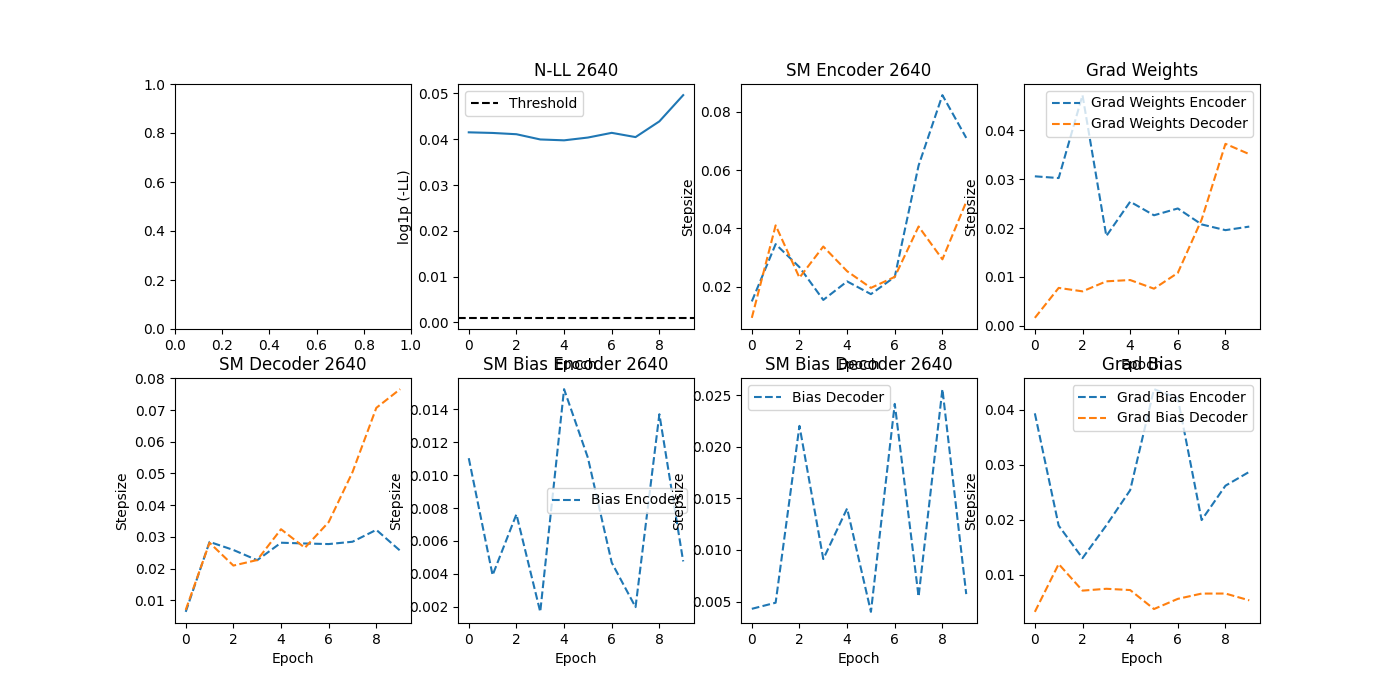 N-LL 2640
SM Encoder 2640
Grad Weights
1.0
0.8
0.6
0.4
0.2
0.0
0.0 0.2 0.4 0.6 0.8 1.0
log1p (-LL)
0.05
0.04
0.03
0.02
0.01
0.00
Threshold
0 2 4 6 8
Epoch
Stepsize
0.08
0.06
0.04
0.02
0 2 4 6 8
Epoch
Stepsize
0.04
0.03
0.02
0.01
0.00
Grad Weights Encoder
Grad Weights Decoder
0 2 4 6 8
Epoch
SM Decoder 2640
SM Bias Encoder 2640
SM Bias Decoder 2640
Grad Bias
Stepsize
0.08
0.07
0.06
0.05
0.04
0.03
0.02
0.01
0 2 4 6 8
Epoch
Stepsize
0.014
0.012
0.010
0.008
0.006
0.004
0.002
Bias Encoder
0 2 4 6 8
Epoch
Stepsize
0.025
0.020
0.015
0.010
0.005
Bias Decoder
0 2 4 6 8
Epoch
Stepsize
0.04
0.03
0.02
0.01
Grad Bias Encoder
Grad Bias Decoder
0 2 4 6 8
Epoch